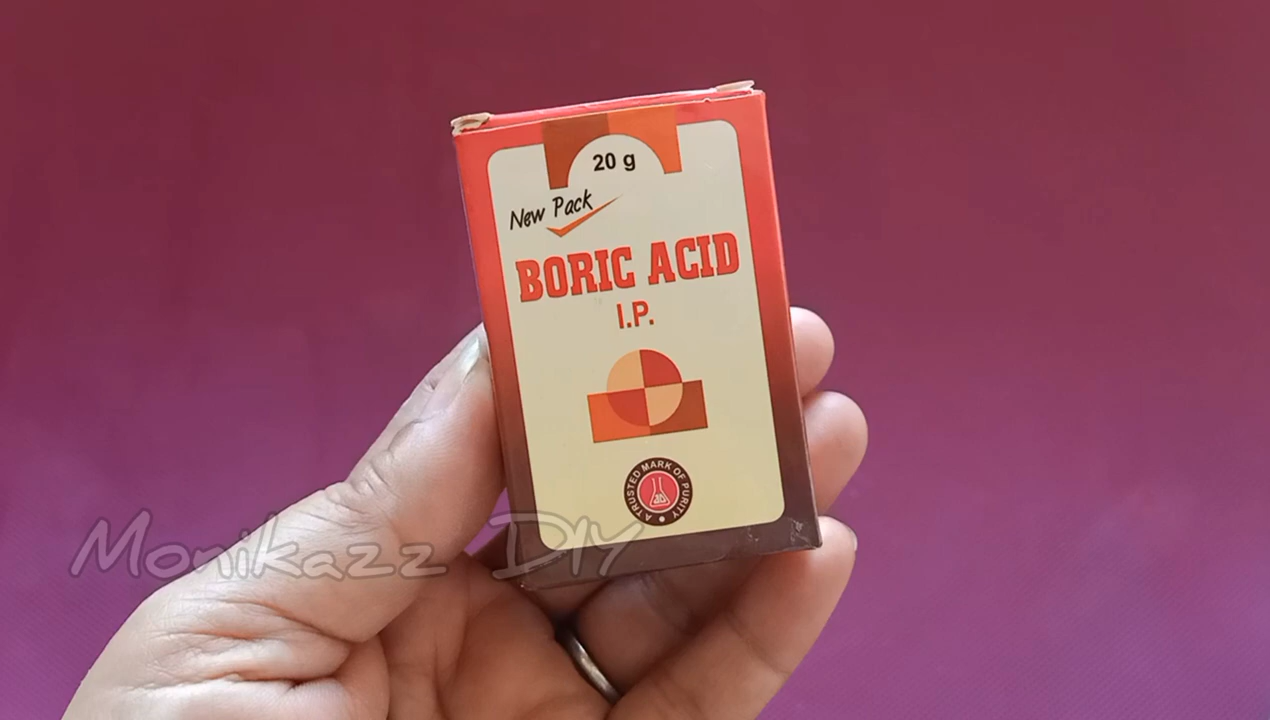 20 g
New Pack
BORIC ACID
I.P.
A TRUSTED MARK OF PURITY
Monikazz DIY